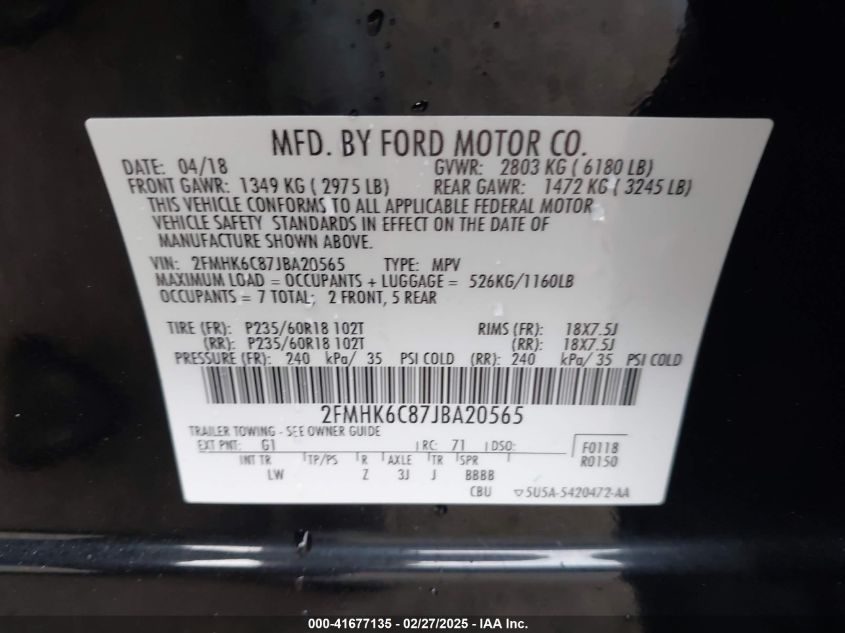 MFD. BY FORD MOTOR CO.
DATE: 04/18 GVWR: 2803 KG ( 6180 LB)
FRONT GAWR: 1349 KG ( 2975 LB) REAR GAWR: 1472 KG ( 3245 LB)
THIS VEHICLE CONFORMS TO ALL APPLICABLE FEDERAL MOTOR
VEHICLE SAFETY STANDARDS IN EFFECT ON THE DATE OF
MANUFACTURE SHOWN ABOVE.
VIN: 2FMHK6C87JBA20565 TYPE: MPV
MAXIMUM LOAD = OCCUPANTS + LUGGAGE = 526KG/1160LB
OCCUPANTS = 7 TOTAL; 2 FRONT, 5 REAR
TIRE (FR): P235/60R18 102T RIMS (FR): 18X7.5J
(RR): P235/60R18 102T (RR): 18X7.5J
PRESSURE (FR): 240 kPa/ 35 PSI COLD (RR): 240 kPa/ 35 PSI COLD
2FMHK6C87JBA20565
TRAILER TOWING - SEE OWNER GUIDE
EXT PNT: G1 RC: 71 DSO: F0118
INT TR TP/PS R AXLE TR SPR R0150
LW Z 3J J BBBB
CBU ▽5U5A-5420472-AA
000-41677135 - 02/27/2025 - IAA Inc.